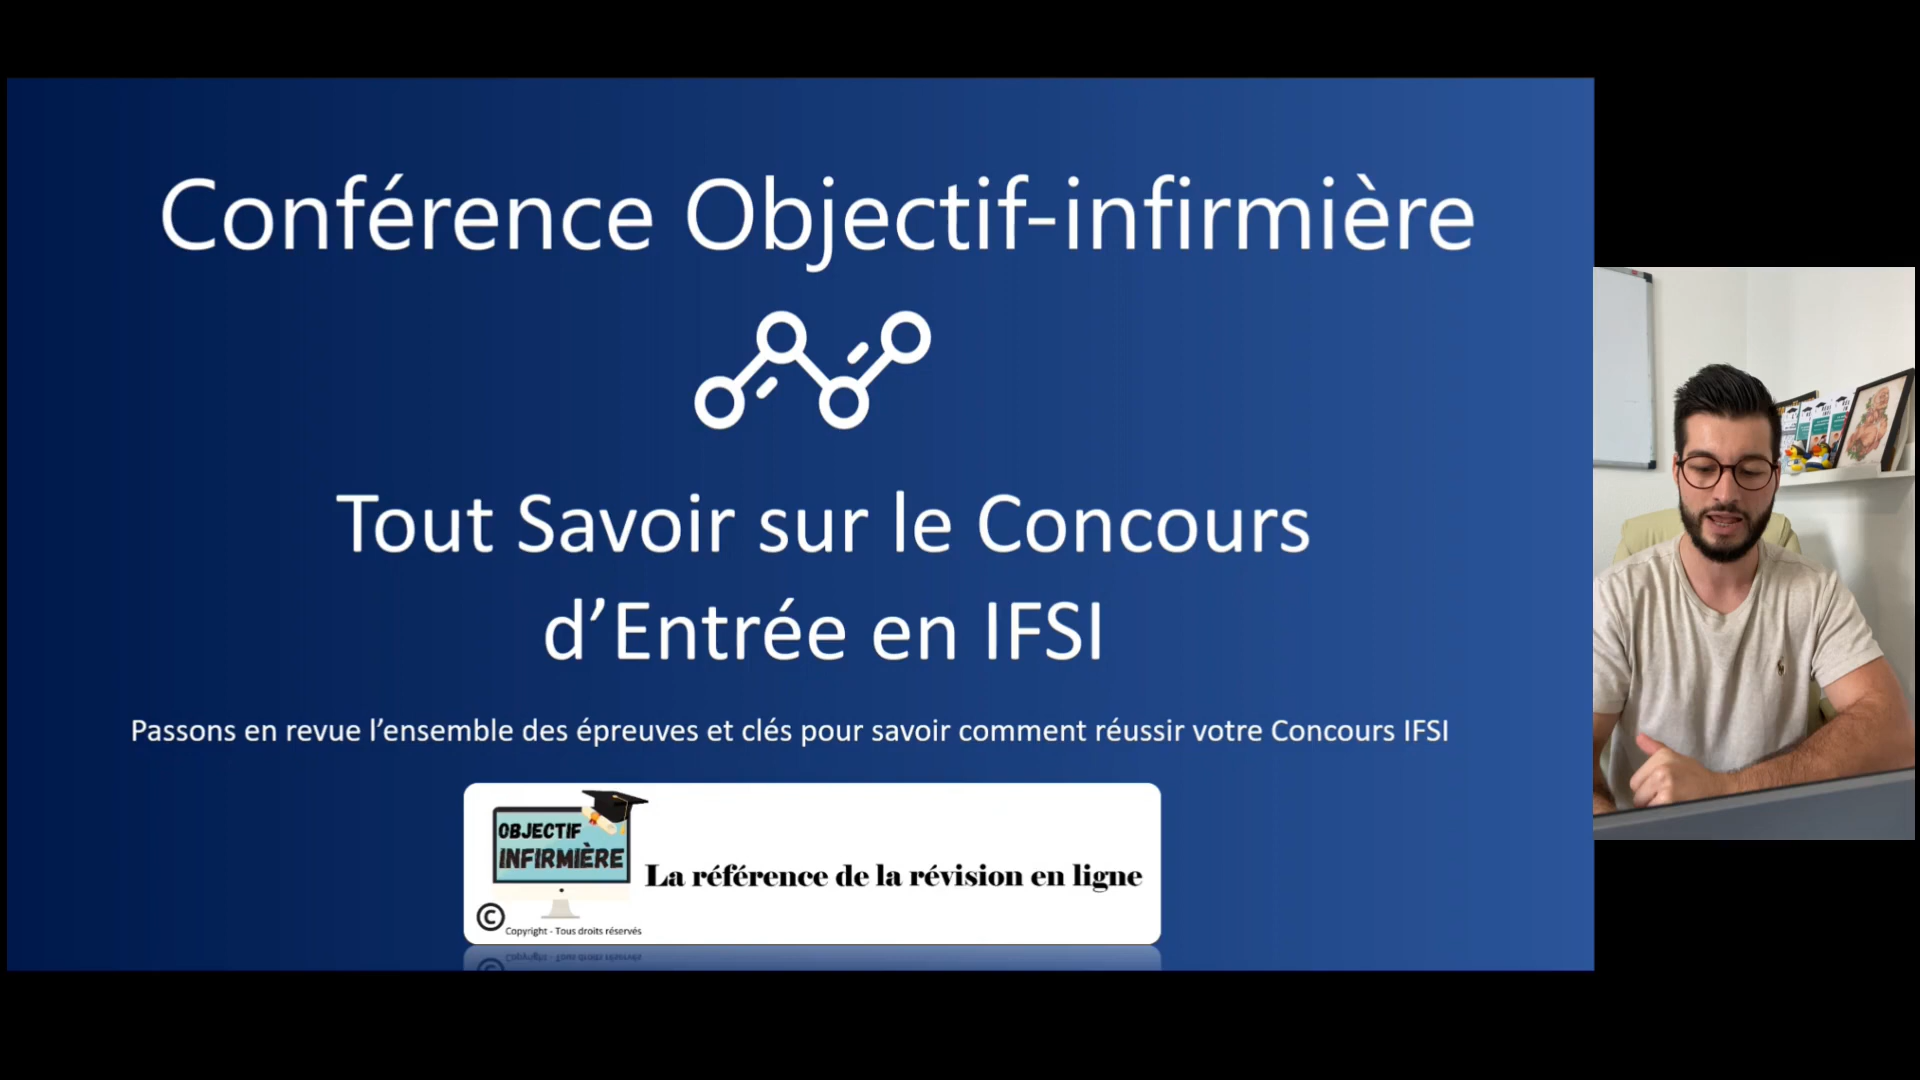 Conférence Objectif-infirmière
Tout Savoir sur le Concours
d’Entrée en IFSI
Passons en revue l’ensemble des épreuves et clés pour savoir comment réussir votre Concours IFSI
OBJECTIF
INFIRMIÈRE
La référence de la révision en ligne
© Copyright - Tous droits réservés